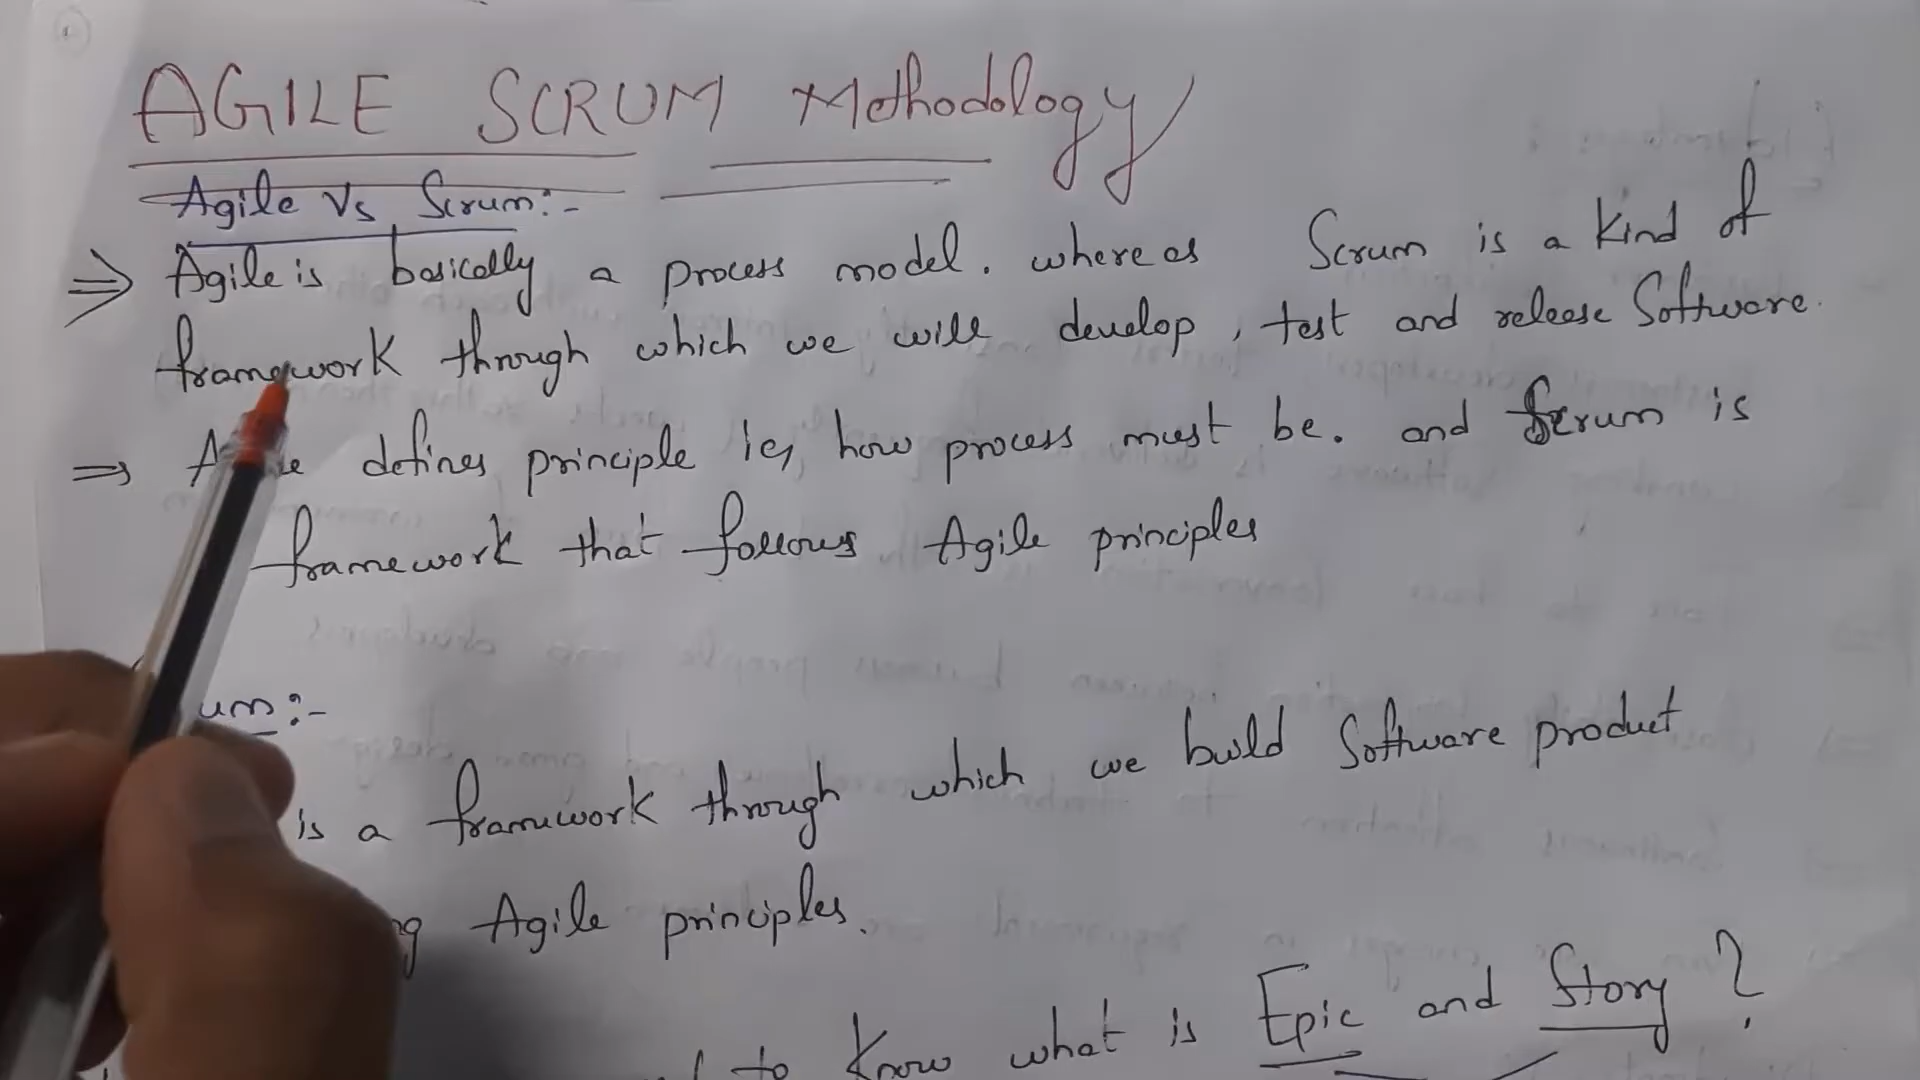 AGILE SCRUM Methodology
Agile Vs Scrum:-
⇒ Agile is basically a process model. where as Scrum is a kind of
framework through which we will develop, test and release Software.
⇒ defines principle ie, how process must be. and Scrum is
framework that follows Agile principles
is a framework through which we build Software product
Agile principles.
to know what is Epic and Story?